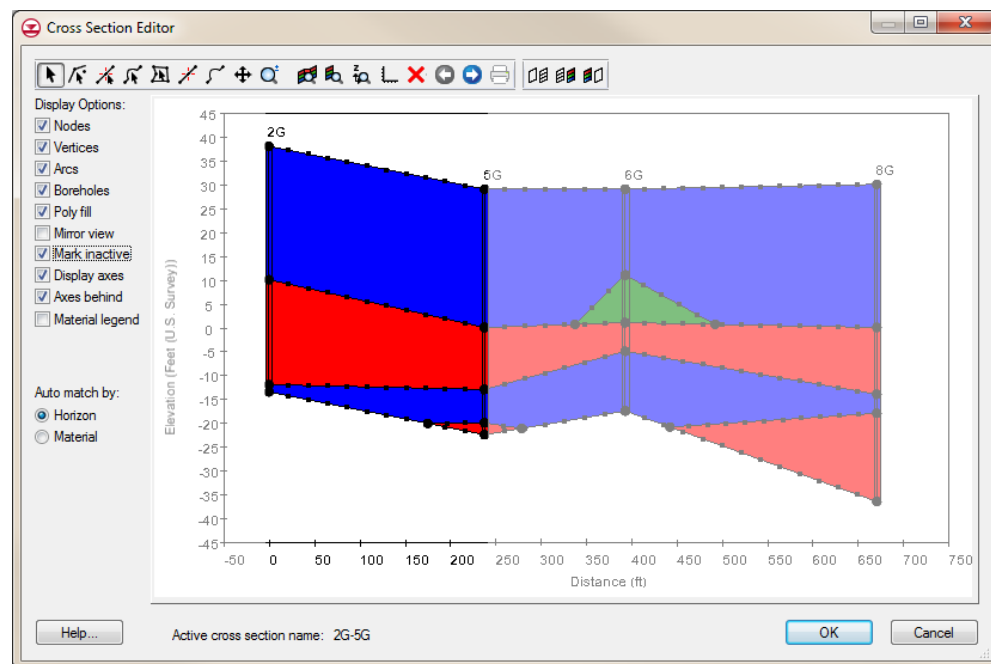 Cross Section Editor
Display Options:
Nodes
Vertices
Arcs
Boreholes
Poly fill
Mirror view
Mark inactive
Display axes
Axes behind
Material legend
Auto match by:
Horizon
Material
Elevation (Feet (U.S. Survey))
45
40
35
30
25
20
15
10
5
0
-5
-10
-15
-20
-25
-30
-35
-40
-45
2G
5G
6G
8G
-50 0 50 100 150 200 250 300 350 400 450 500 550 600 650 700 750
Distance (ft)
Help...
Active cross section name: 2G-5G
OK
Cancel